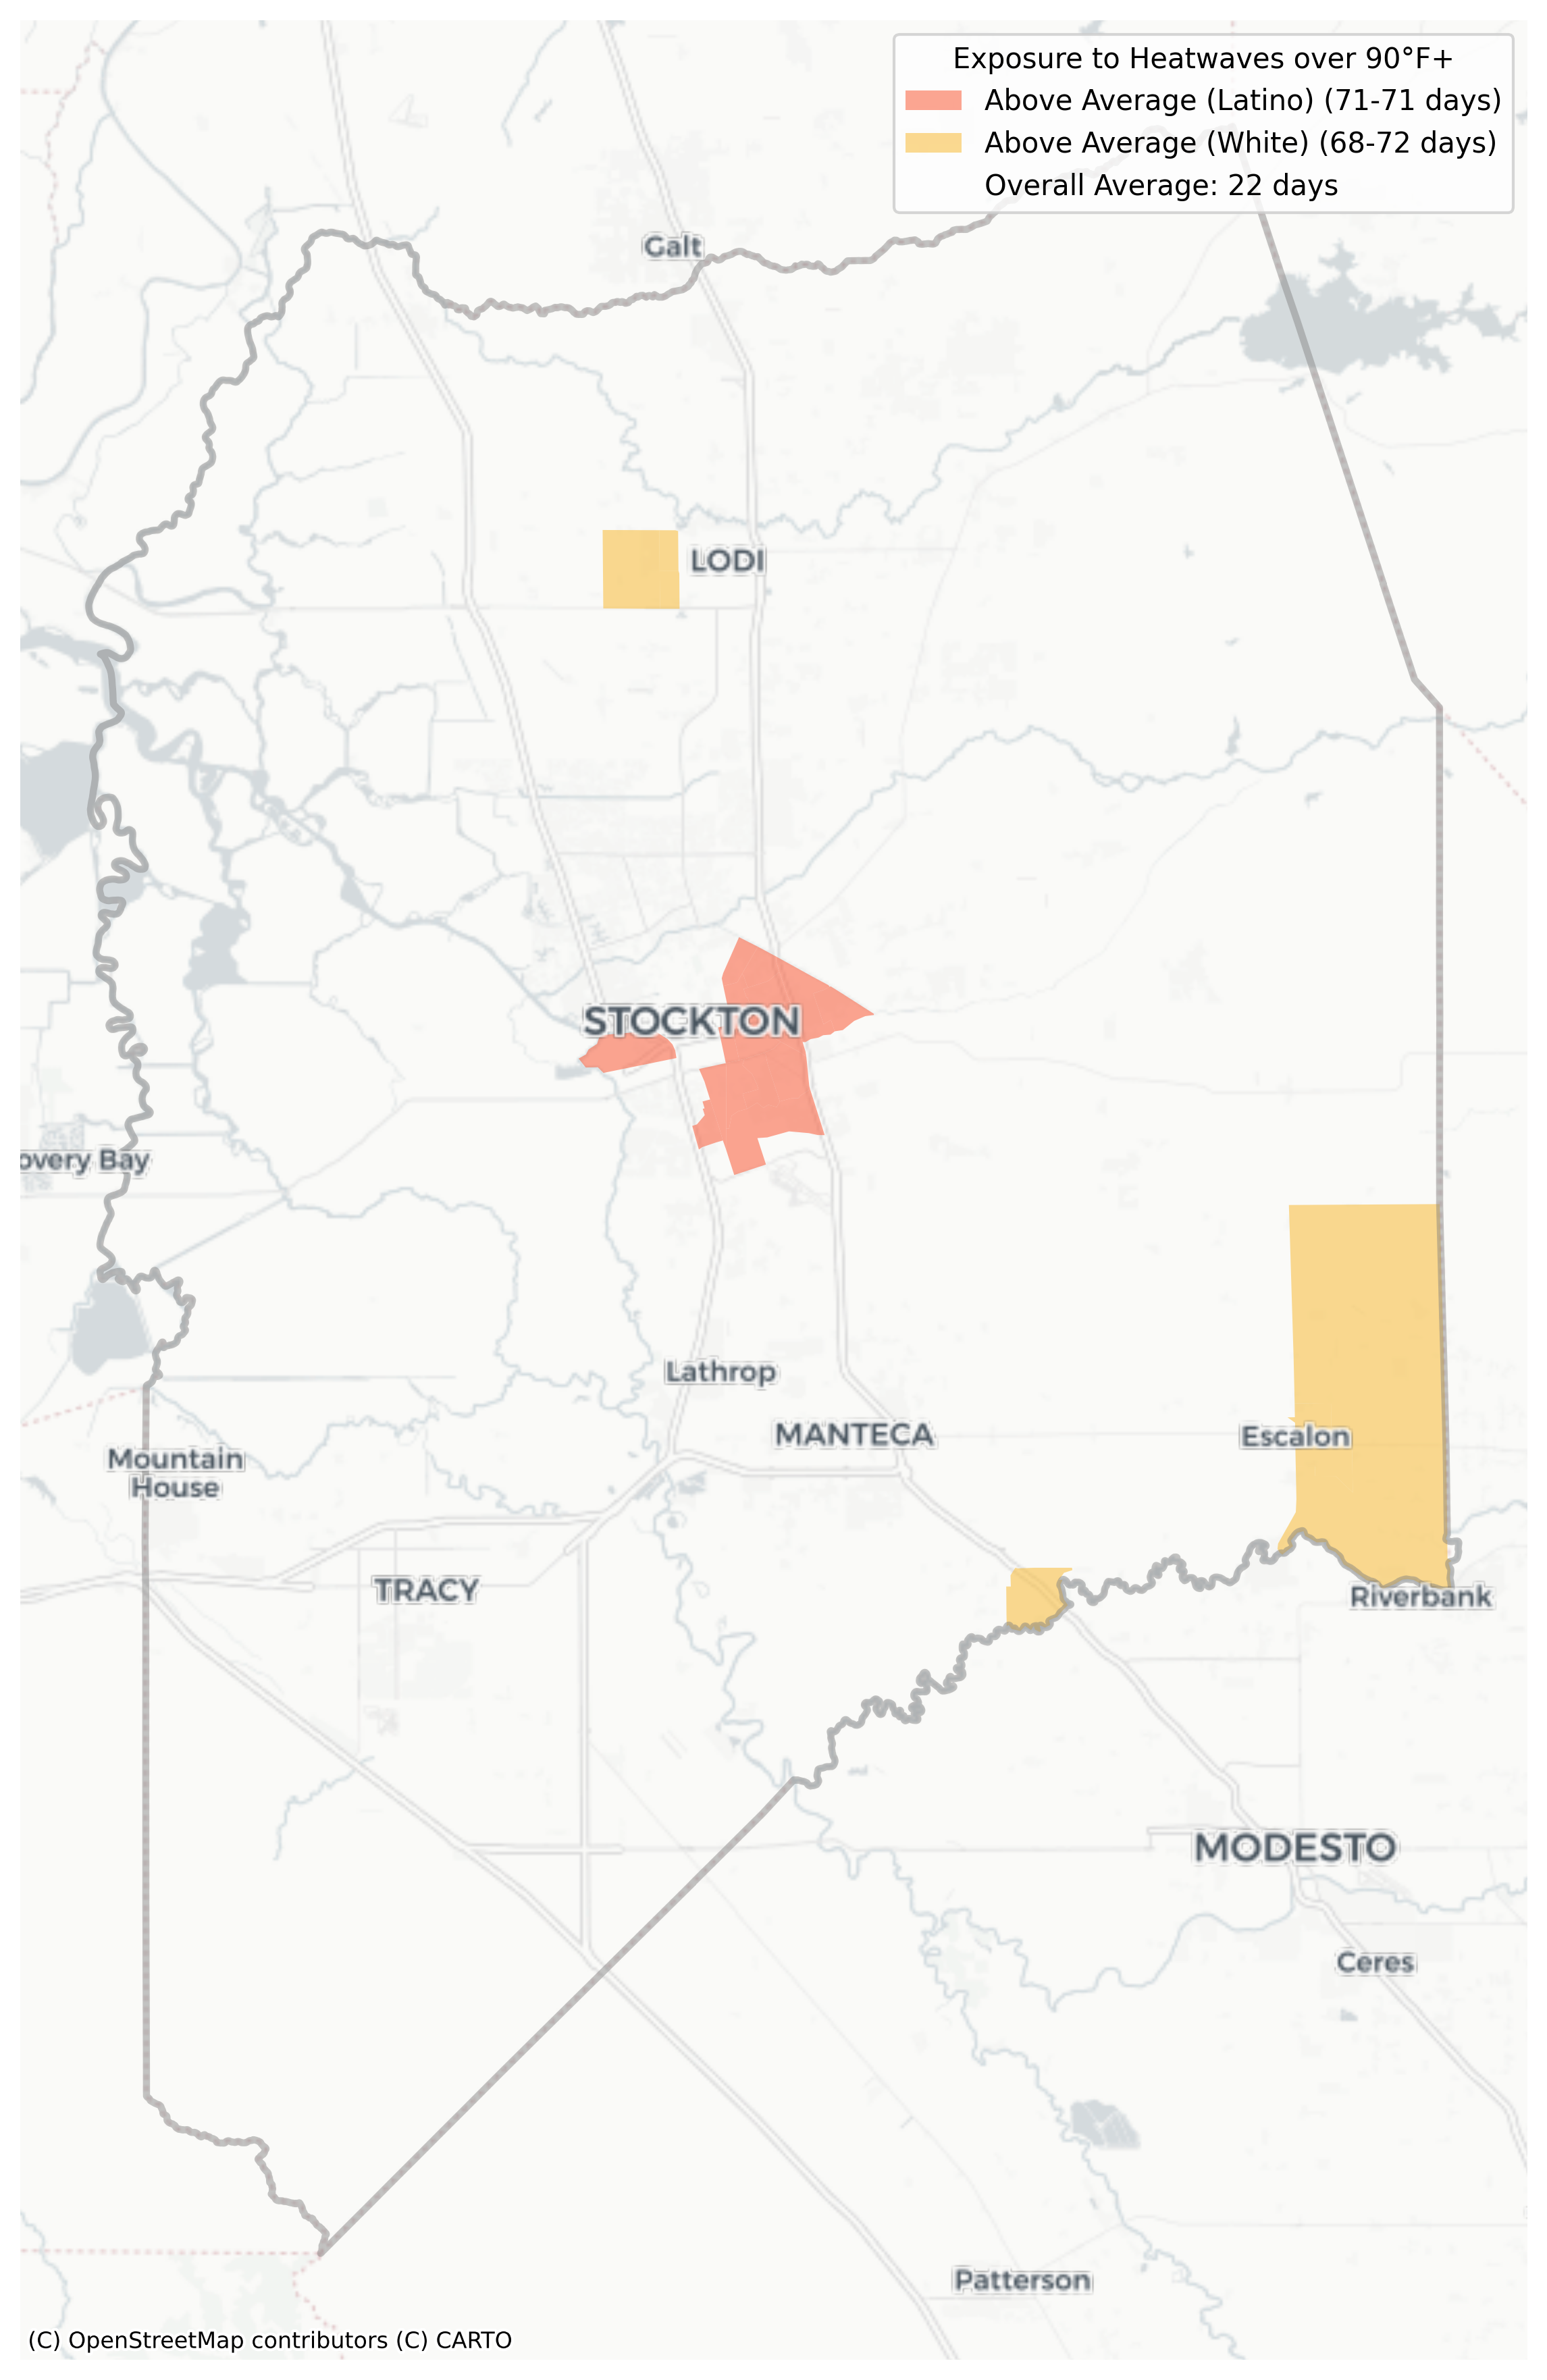 Exposure to Heatwaves over 90°F+
Above Average (Latino) (71-71 days)
Above Average (White) (68-72 days)
Overall Average: 22 days
Galt
LODI
STOCKTON
overy Bay
Lathrop
MANTECA
Escalon
Mountain
House
TRACY
Riverbank
MODESTO
Ceres
Patterson
(C) OpenStreetMap contributors (C) CARTO